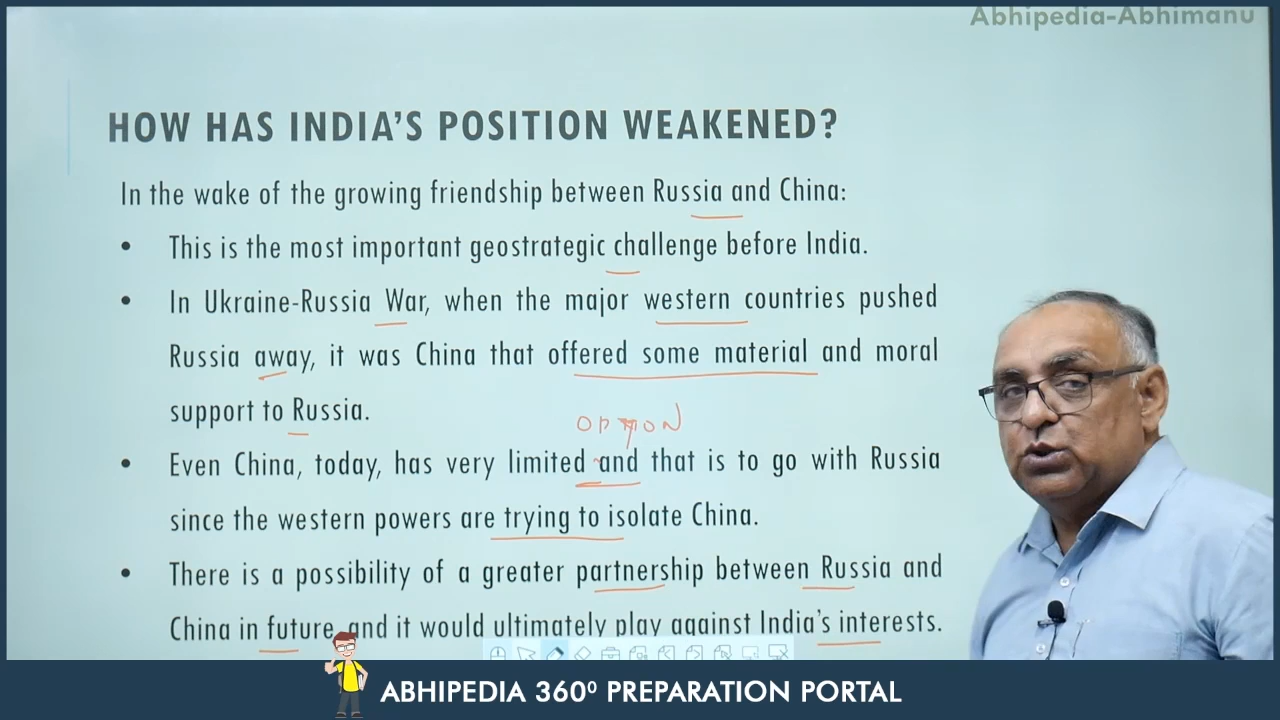 Abhipedia-Abhimanu
HOW HAS INDIA'S POSITION WEAKENED?
In the wake of the growing friendship between Russia and China:
• This is the most important geostrategic challenge before India.
• In Ukraine-Russia War, when the major western countries pushed
Russia away, it was China that offered some material and moral
support to Russia.
OPTION
• Even China, today, has very limited and that is to go with Russia
since the western powers are trying to isolate China.
• There is a possibility of a greater partnership between Russia and
China in future and it would ultimately play against India's interests.
ABHIPEDIA 360⁰ PREPARATION PORTAL